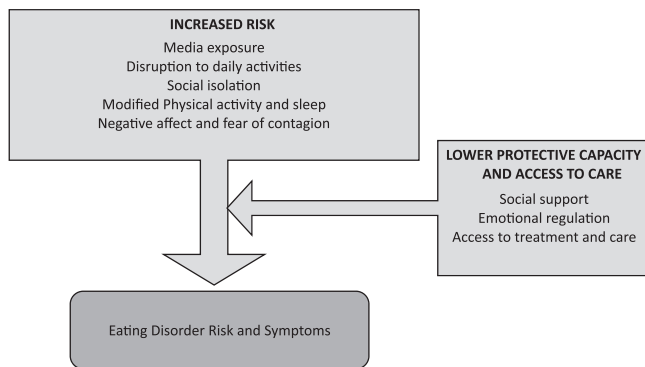 INCREASED RISK
Media exposure
Disruption to daily activities
Social isolation
Modified Physical activity and sleep
Negative affect and fear of contagion
LOWER PROTECTIVE CAPACITY
AND ACCESS TO CARE
Social support
Emotional regulation
Access to treatment and care
Eating Disorder Risk and Symptoms